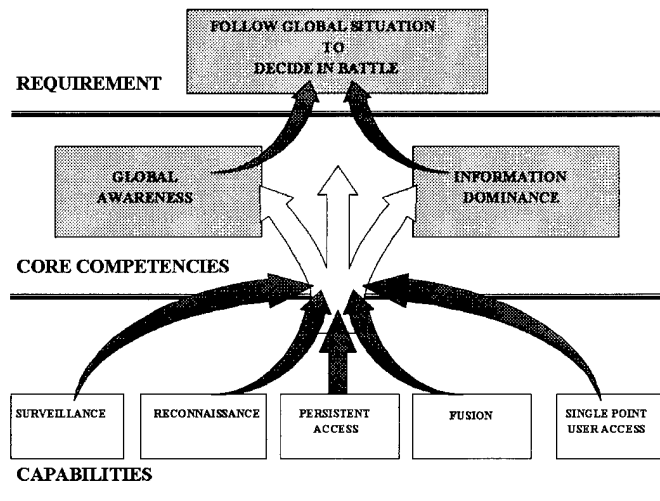 FOLLOW GLOBAL SITUATION
TO
DECIDE IN BATTLE
REQUIREMENT
GLOBAL
AWARENESS
INFORMATION
DOMINANCE
CORE COMPETENCIES
SURVEILLANCE
RECONNAISSANCE
PERSISTENT
ACCESS
FUSION
SINGLE POINT
USER ACCESS
CAPABILITIES